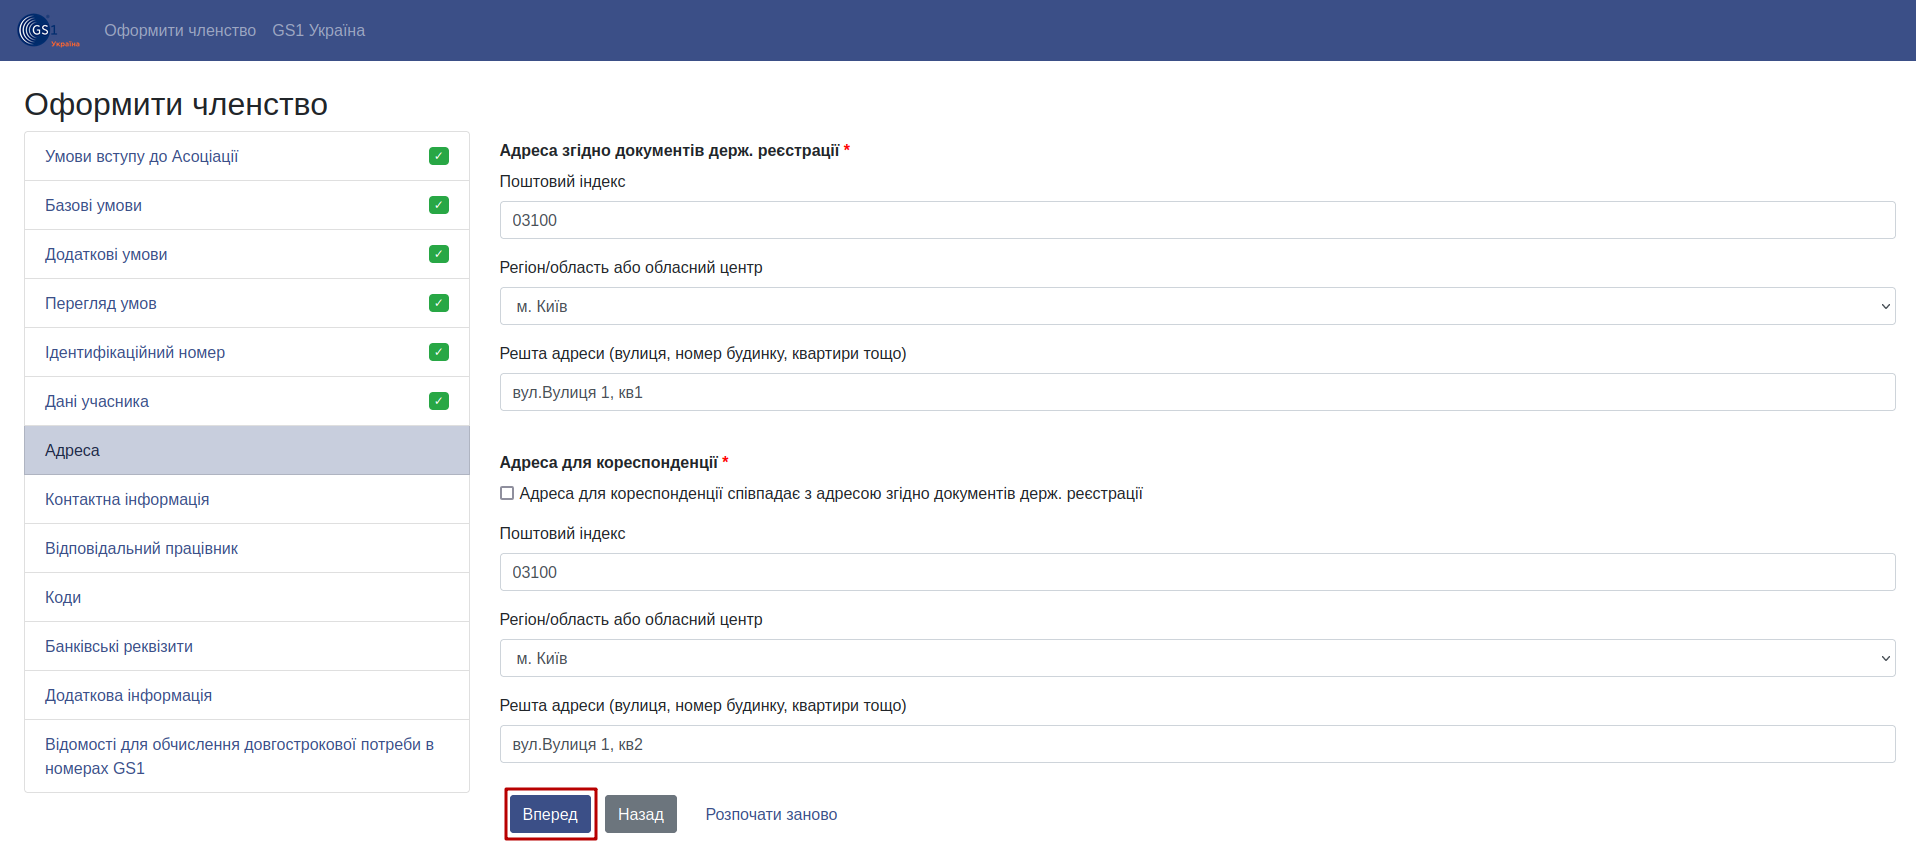 GS1
Україна
Оформити членство
GS1 Україна
Оформити членство
Умови вступу до Асоціації
Базові умови
Додаткові умови
Перегляд умов
Ідентифікаційний номер
Дані учасника
Адреса
Контактна інформація
Відповідальний працівник
Коди
Банківські реквізити
Додаткова інформація
Відомості для обчислення довгострокової потреби в
номерах GS1
Адреса згідно документів держ. реєстрації *
Поштовий індекс
03100
Регіон/область або обласний центр
м. Київ
Решта адреси (вулиця, номер будинку, квартири тощо)
вул.Вулиця 1, кв1
Адреса для кореспонденції *
Адреса для кореспонденції співпадає з адресою згідно документів держ. реєстрації
Поштовий індекс
03100
Регіон/область або обласний центр
м. Київ
Решта адреси (вулиця, номер будинку, квартири тощо)
вул.Вулиця 1, кв2
Вперед
Назад
Розпочати заново